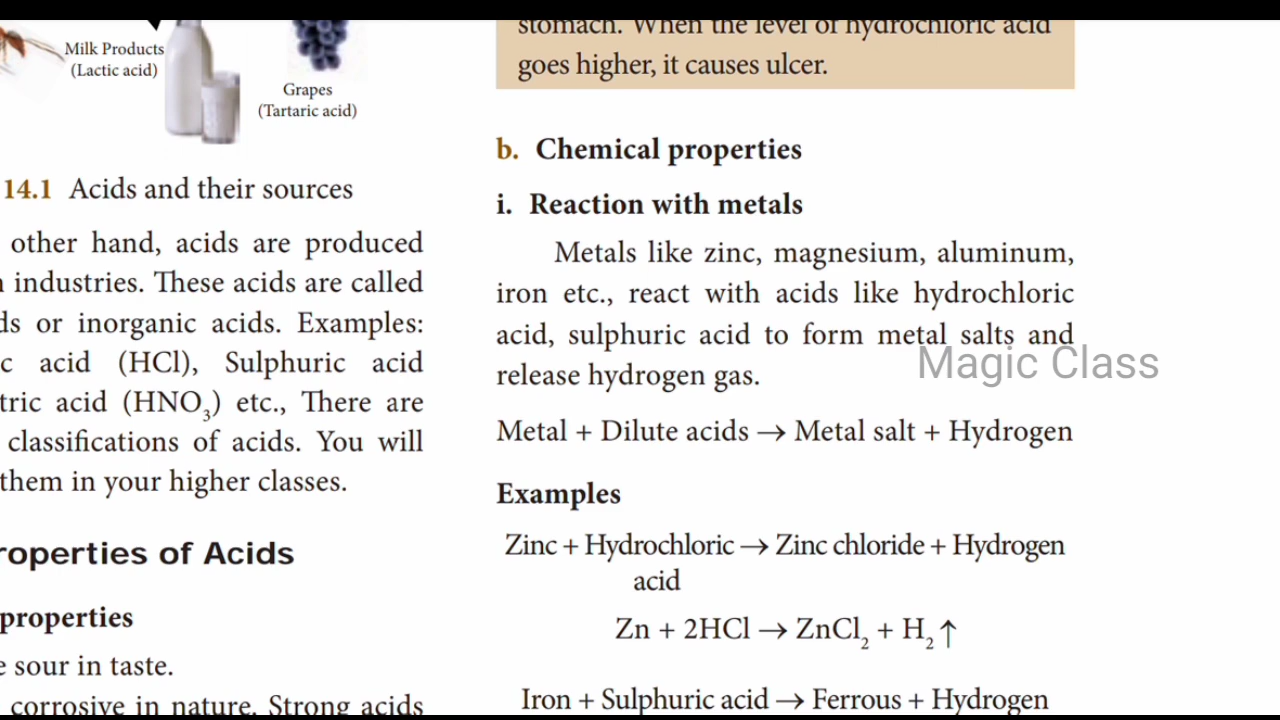 Milk Products
(Lactic acid)
Grapes
(Tartaric acid)
14.1 Acids and their sources
other hand, acids are produced
industries. These acids are called
or inorganic acids. Examples:
acid (HCl), Sulphuric acid
acid (HNO₃) etc., There are
classifications of acids. You will
them in your higher classes.
of Acids
properties
sour in taste.
corrosive in nature. Strong acids
stomach. When the level of hydrochloric acid
goes higher, it causes ulcer.
b. Chemical properties
i. Reaction with metals
Metals like zinc, magnesium, aluminum,
iron etc., react with acids like hydrochloric
acid, sulphuric acid to form metal salts and
release hydrogen gas.
Magic Class
Metal + Dilute acids → Metal salt + Hydrogen
Examples
Zinc + Hydrochloric → Zinc chloride + Hydrogen
acid
Zn + 2HCl → ZnCl₂ + H₂ ↑
Iron + Sulphuric acid → Ferrous + Hydrogen